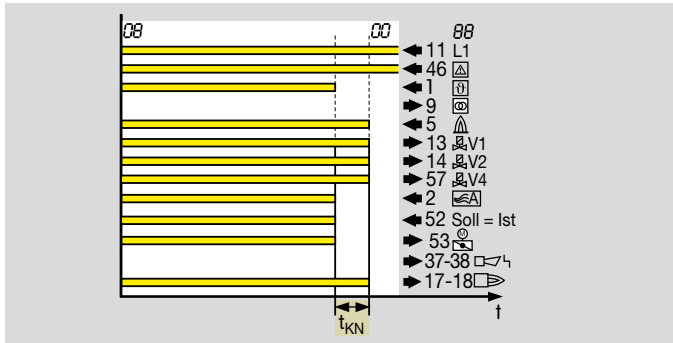 08 00 88
11 L1
46
1 ϑ
9
5
13 V1
14 V2
57 V4
2 A
52 Soll = Ist
M
53
37-38
17-18
t
tKN